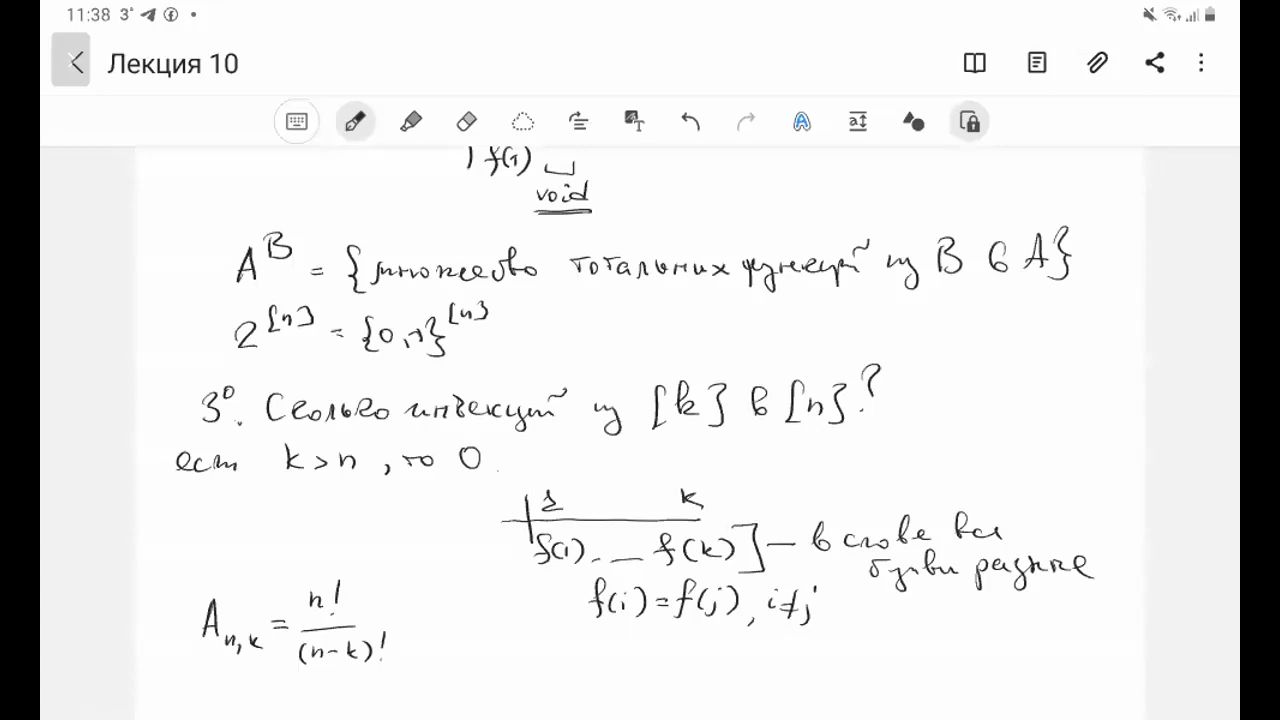 11:38 3°
Лекция 10
f(1)
void
A^B = {множество тотальных функций из B в A}
2^[n] = {0,1}^[n]
3°. Сколько инъекций из [k] в [n]?
если k>n, то 0
1 k
f(1) .. — f(k) ] — в слове все
буквы разные
f(i)=f(j), i≠j
A_{n,k} = n! / (n-k)!